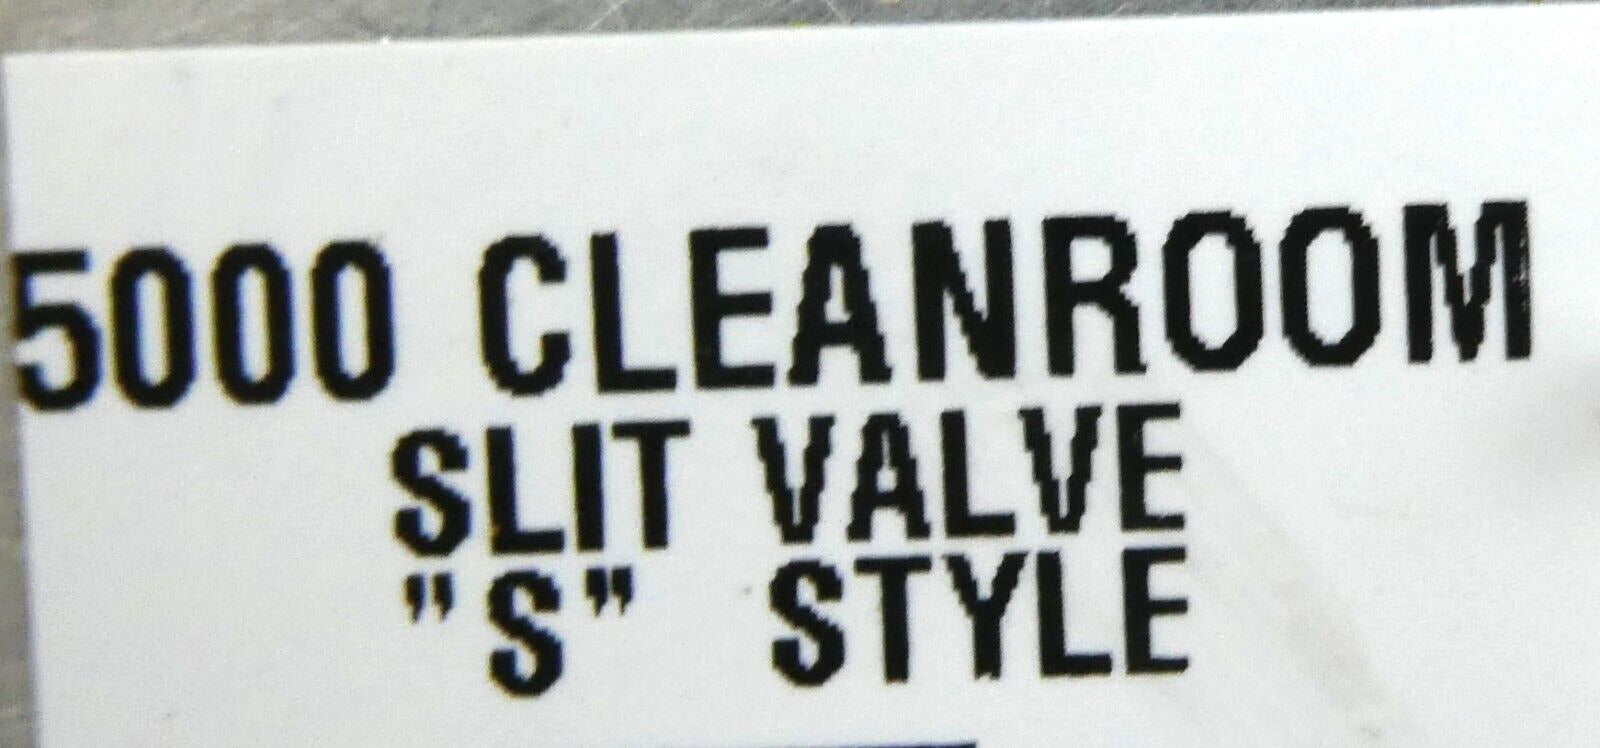 5000 CLEANROOM
SLIT VALVE
"S" STYLE